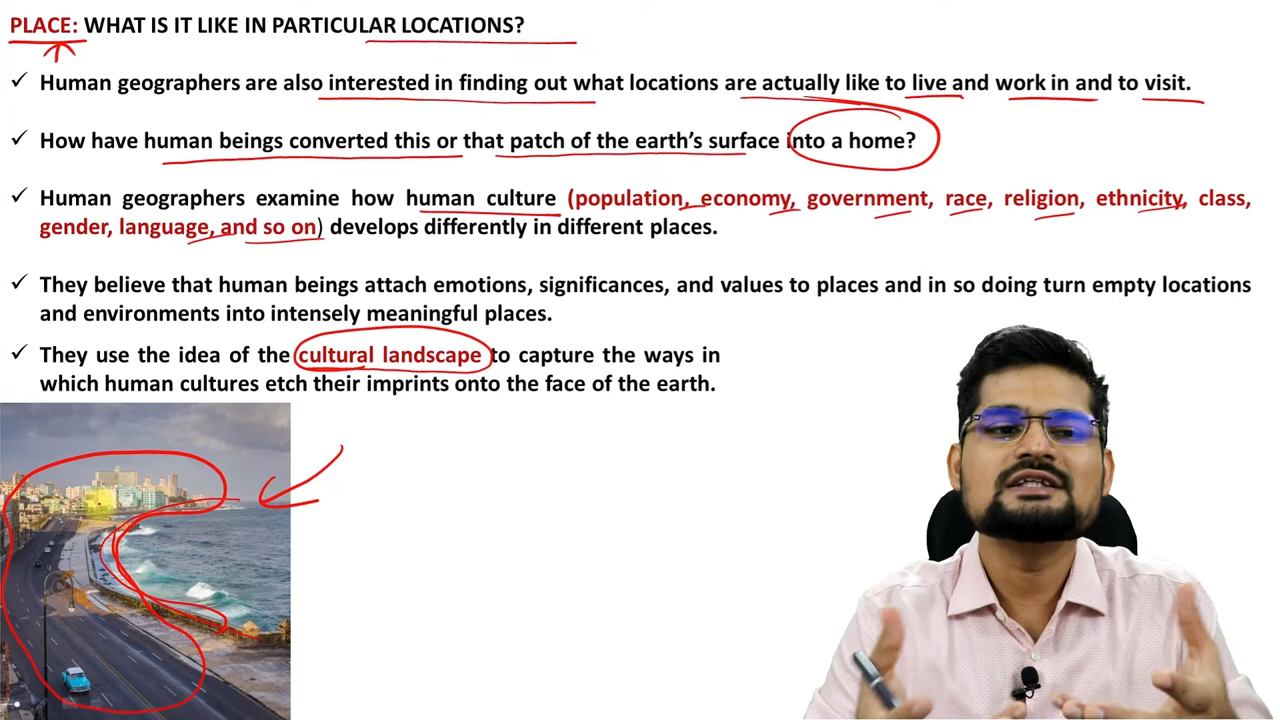 PLACE: WHAT IS IT LIKE IN PARTICULAR LOCATIONS?
✓ Human geographers are also interested in finding out what locations are actually like to live and work in and to visit.
✓ How have human beings converted this or that patch of the earth's surface into a home?
✓ Human geographers examine how human culture (population, economy, government, race, religion, ethnicity, class,
gender, language, and so on) develops differently in different places.
✓ They believe that human beings attach emotions, significances, and values to places and in so doing turn empty locations
and environments into intensely meaningful places.
✓ They use the idea of the cultural landscape to capture the ways in
which human cultures etch their imprints onto the face of the earth.